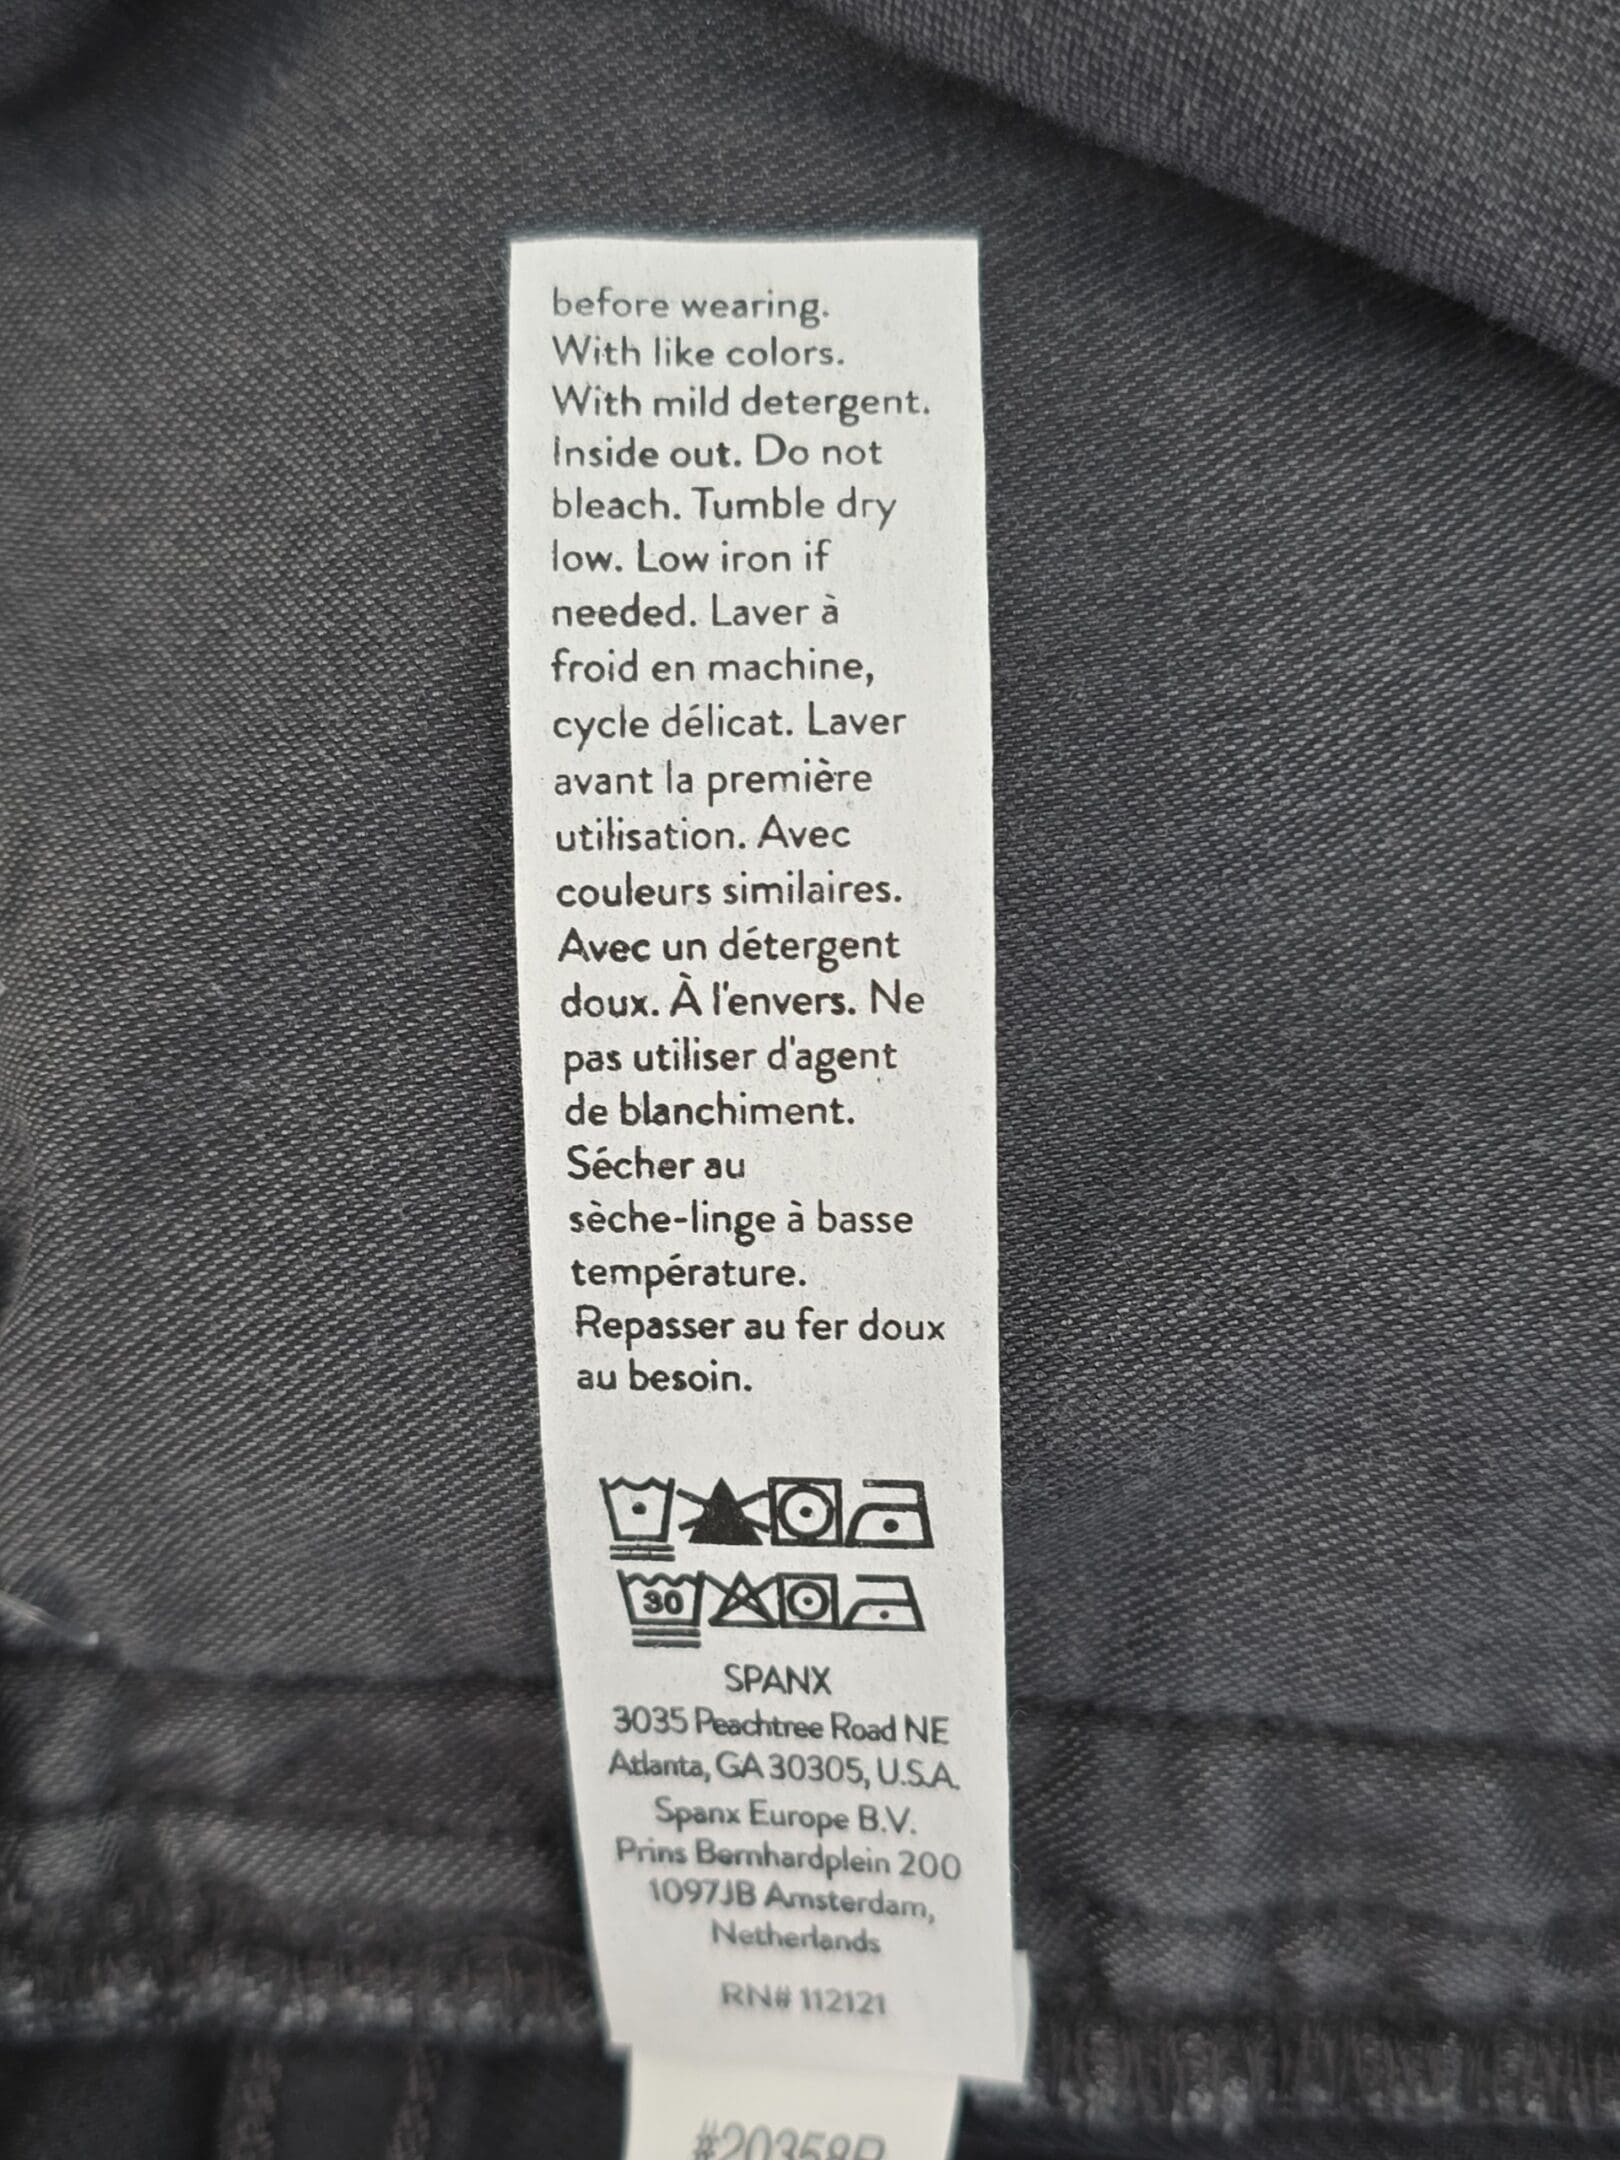 before wearing.
With like colors.
With mild detergent.
Inside out. Do not
bleach. Tumble dry
low. Low iron if
needed. Laver à
froid en machine,
cycle délicat. Laver
avant la première
utilisation. Avec
couleurs similaires.
Avec un détergent
doux. À l'envers. Ne
pas utiliser d'agent
de blanchiment.
Sécher au
sèche-linge à basse
température.
Repasser au fer doux
au besoin.
30
SPANX
3035 Peachtree Road NE
Atlanta, GA 30305, U.S.A.
Spanx Europe B.V.
Prins Bernhardplein 200
1097JB Amsterdam,
Netherlands
RN# 112121